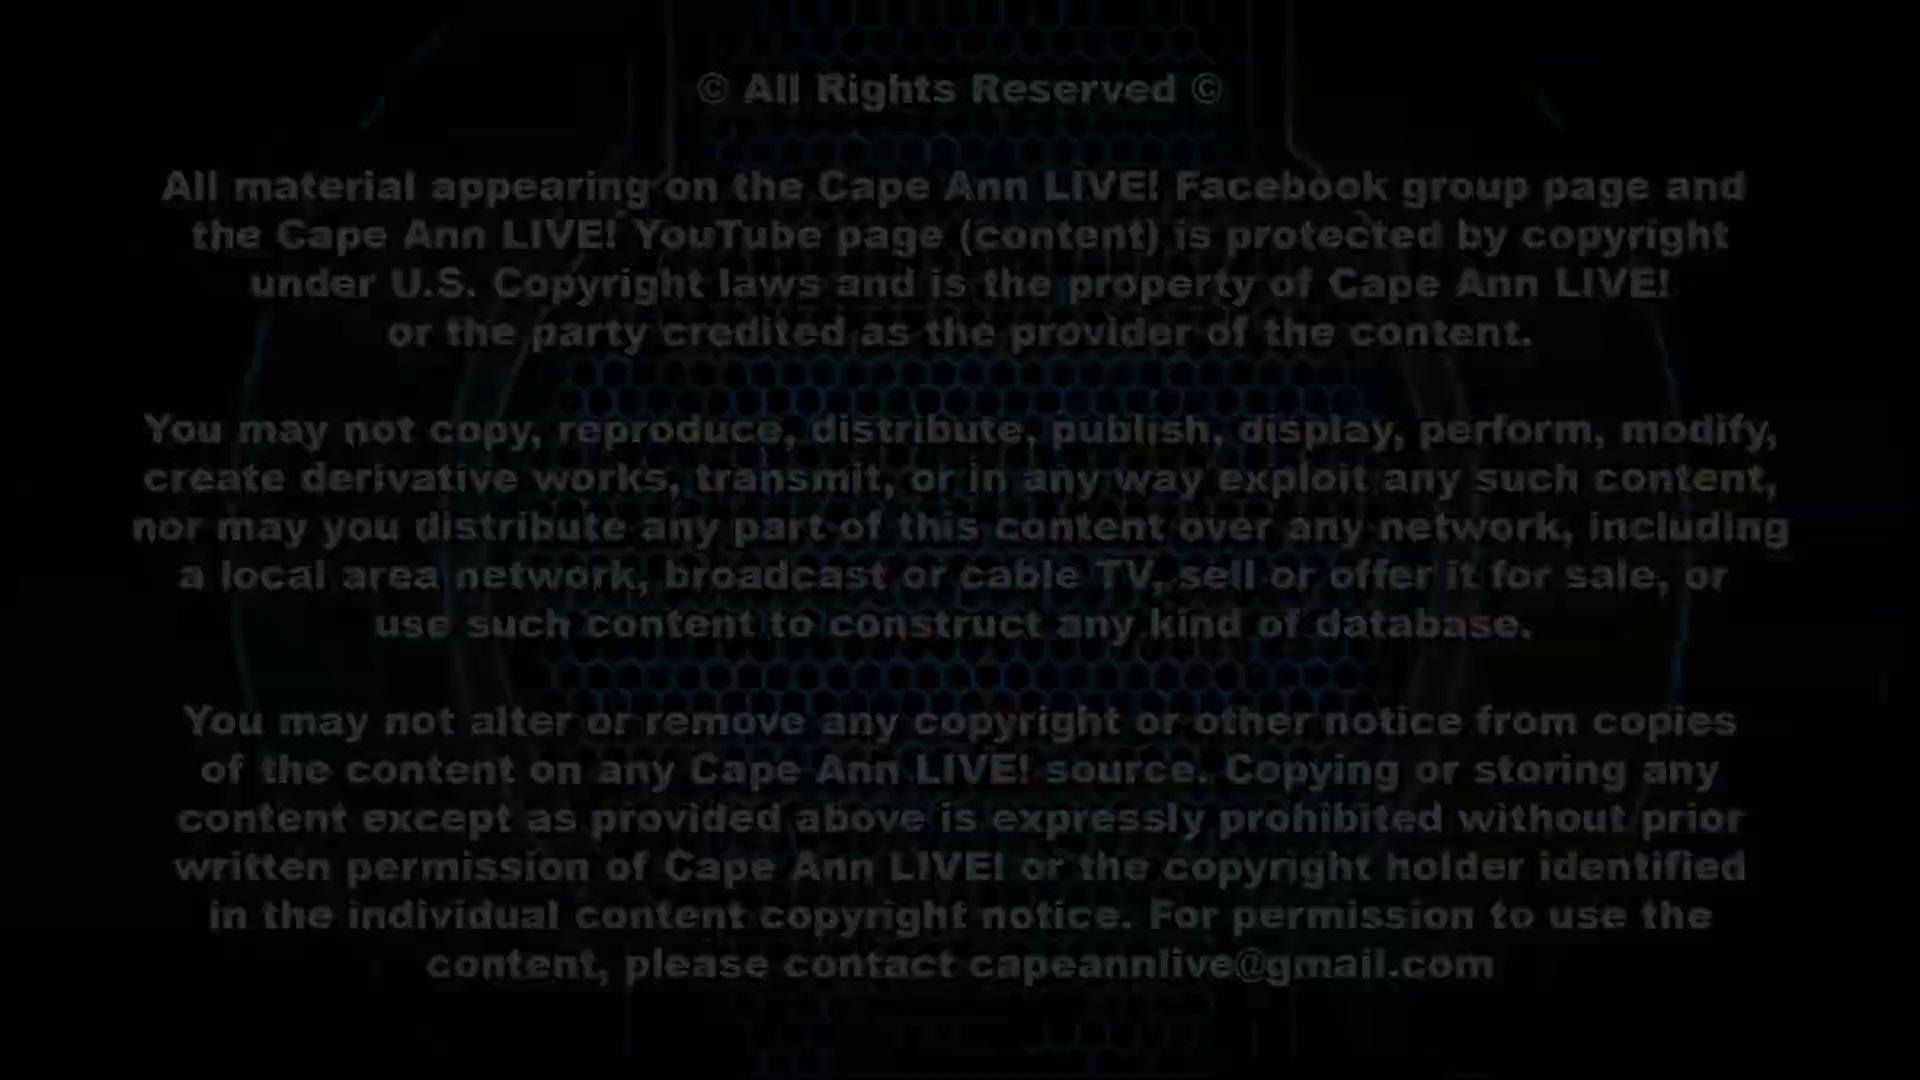 © All Rights Reserved ©
All material appearing on the Cape Ann LIVE! Facebook group page and
the Cape Ann LIVE! YouTube page (content) is protected by copyright
under U.S. Copyright laws and is the property of Cape Ann LIVE!
or the party credited as the provider of the content.
You may not copy, reproduce, distribute, publish, display, perform, modify,
create derivative works, transmit, or in any way exploit any such content,
nor may you distribute any part of this content over any network, including
a local area network, broadcast or cable TV, sell or offer it for sale, or
use such content to construct any kind of database.
You may not alter or remove any copyright or other notice from copies
of the content on any Cape Ann LIVE! source. Copying or storing any
content except as provided above is expressly prohibited without prior
written permission of Cape Ann LIVE! or the copyright holder identified
in the individual content copyright notice. For permission to use the
content, please contact capeannlive@gmail.com